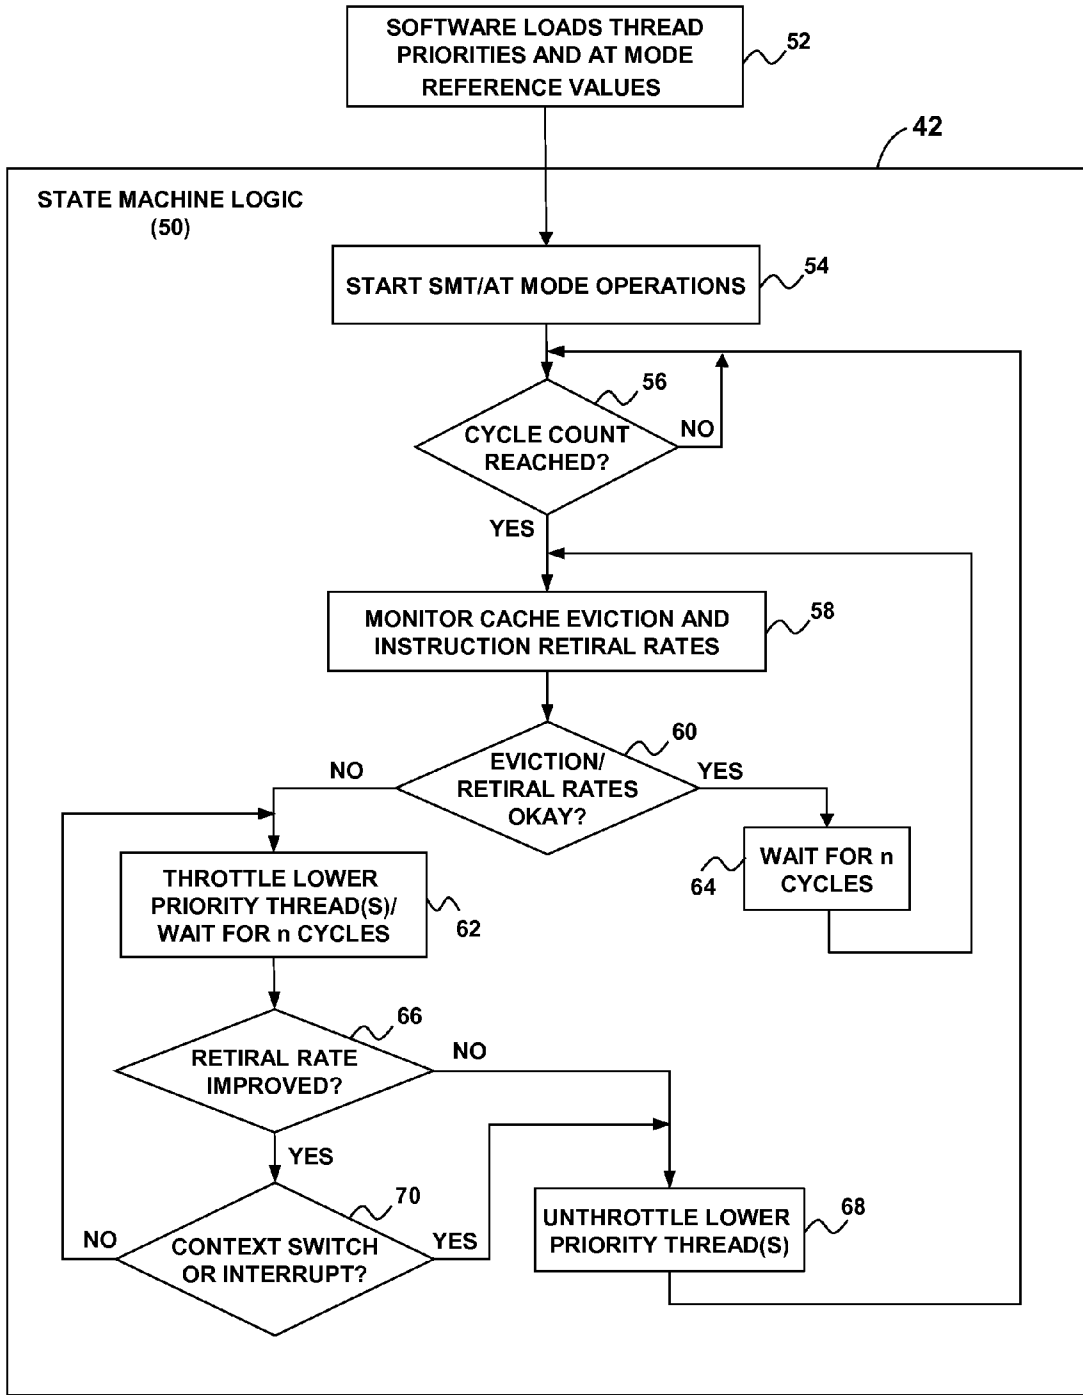 SOFTWARE LOADS THREAD
PRIORITIES AND AT MODE
REFERENCE VALUES
52
42
STATE MACHINE LOGIC
(50)
START SMT/AT MODE OPERATIONS
54
56
CYCLE COUNT
REACHED?
NO
YES
MONITOR CACHE EVICTION AND
INSTRUCTION RETIRAL RATES
58
60
EVICTION/
RETIRAL RATES
OKAY?
NO
YES
THROTTLE LOWER
PRIORITY THREAD(S)/
WAIT FOR n CYCLES
62
WAIT FOR n
CYCLES
64
66
RETIRAL RATE
IMPROVED?
NO
YES
70
CONTEXT SWITCH
OR INTERRUPT?
NO
YES
UNTHROTTLE LOWER
PRIORITY THREAD(S)
68